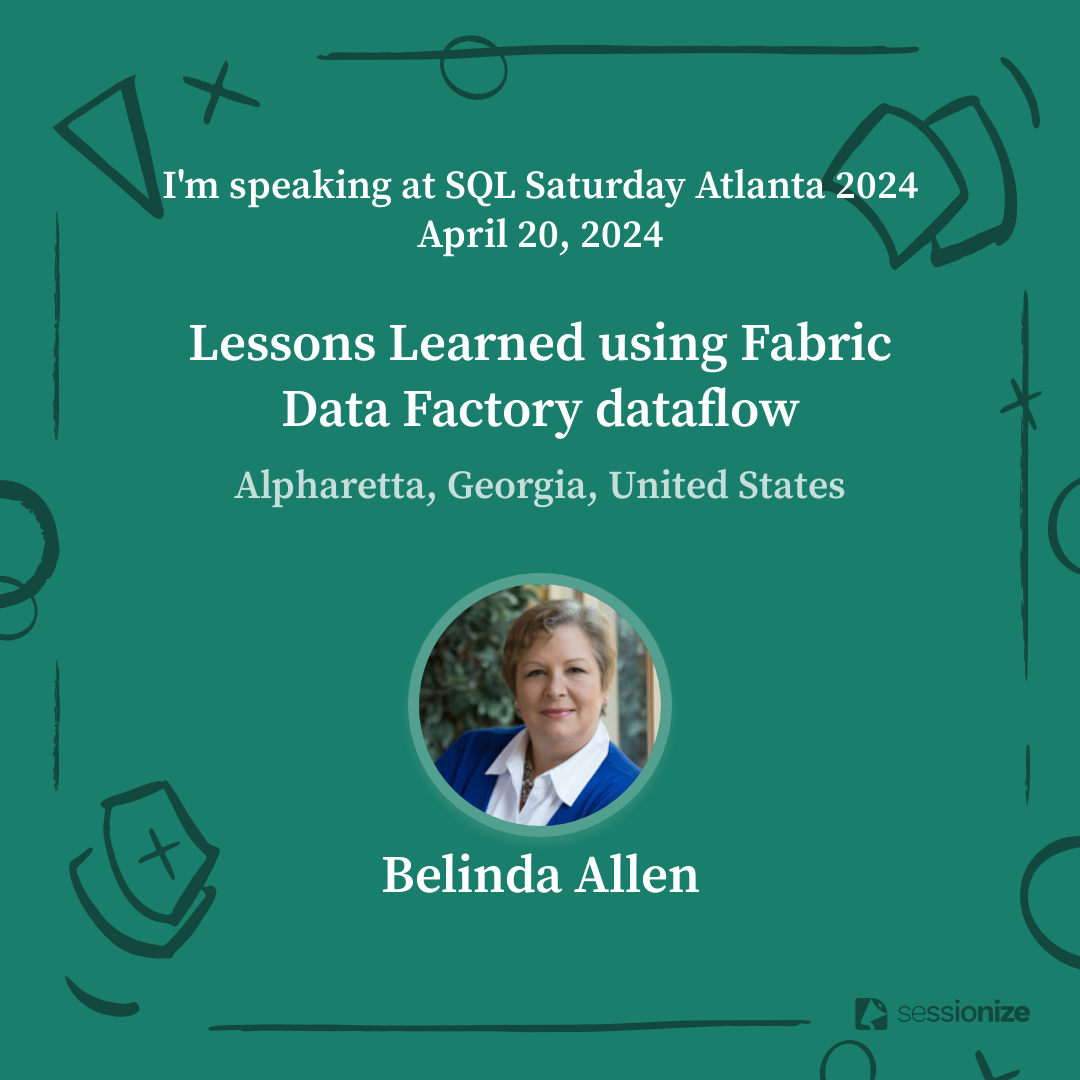 I'm speaking at SQL Saturday Atlanta 2024
April 20, 2024
Lessons Learned using Fabric
Data Factory dataflow
Alpharetta, Georgia, United States
Belinda Allen
sessionize